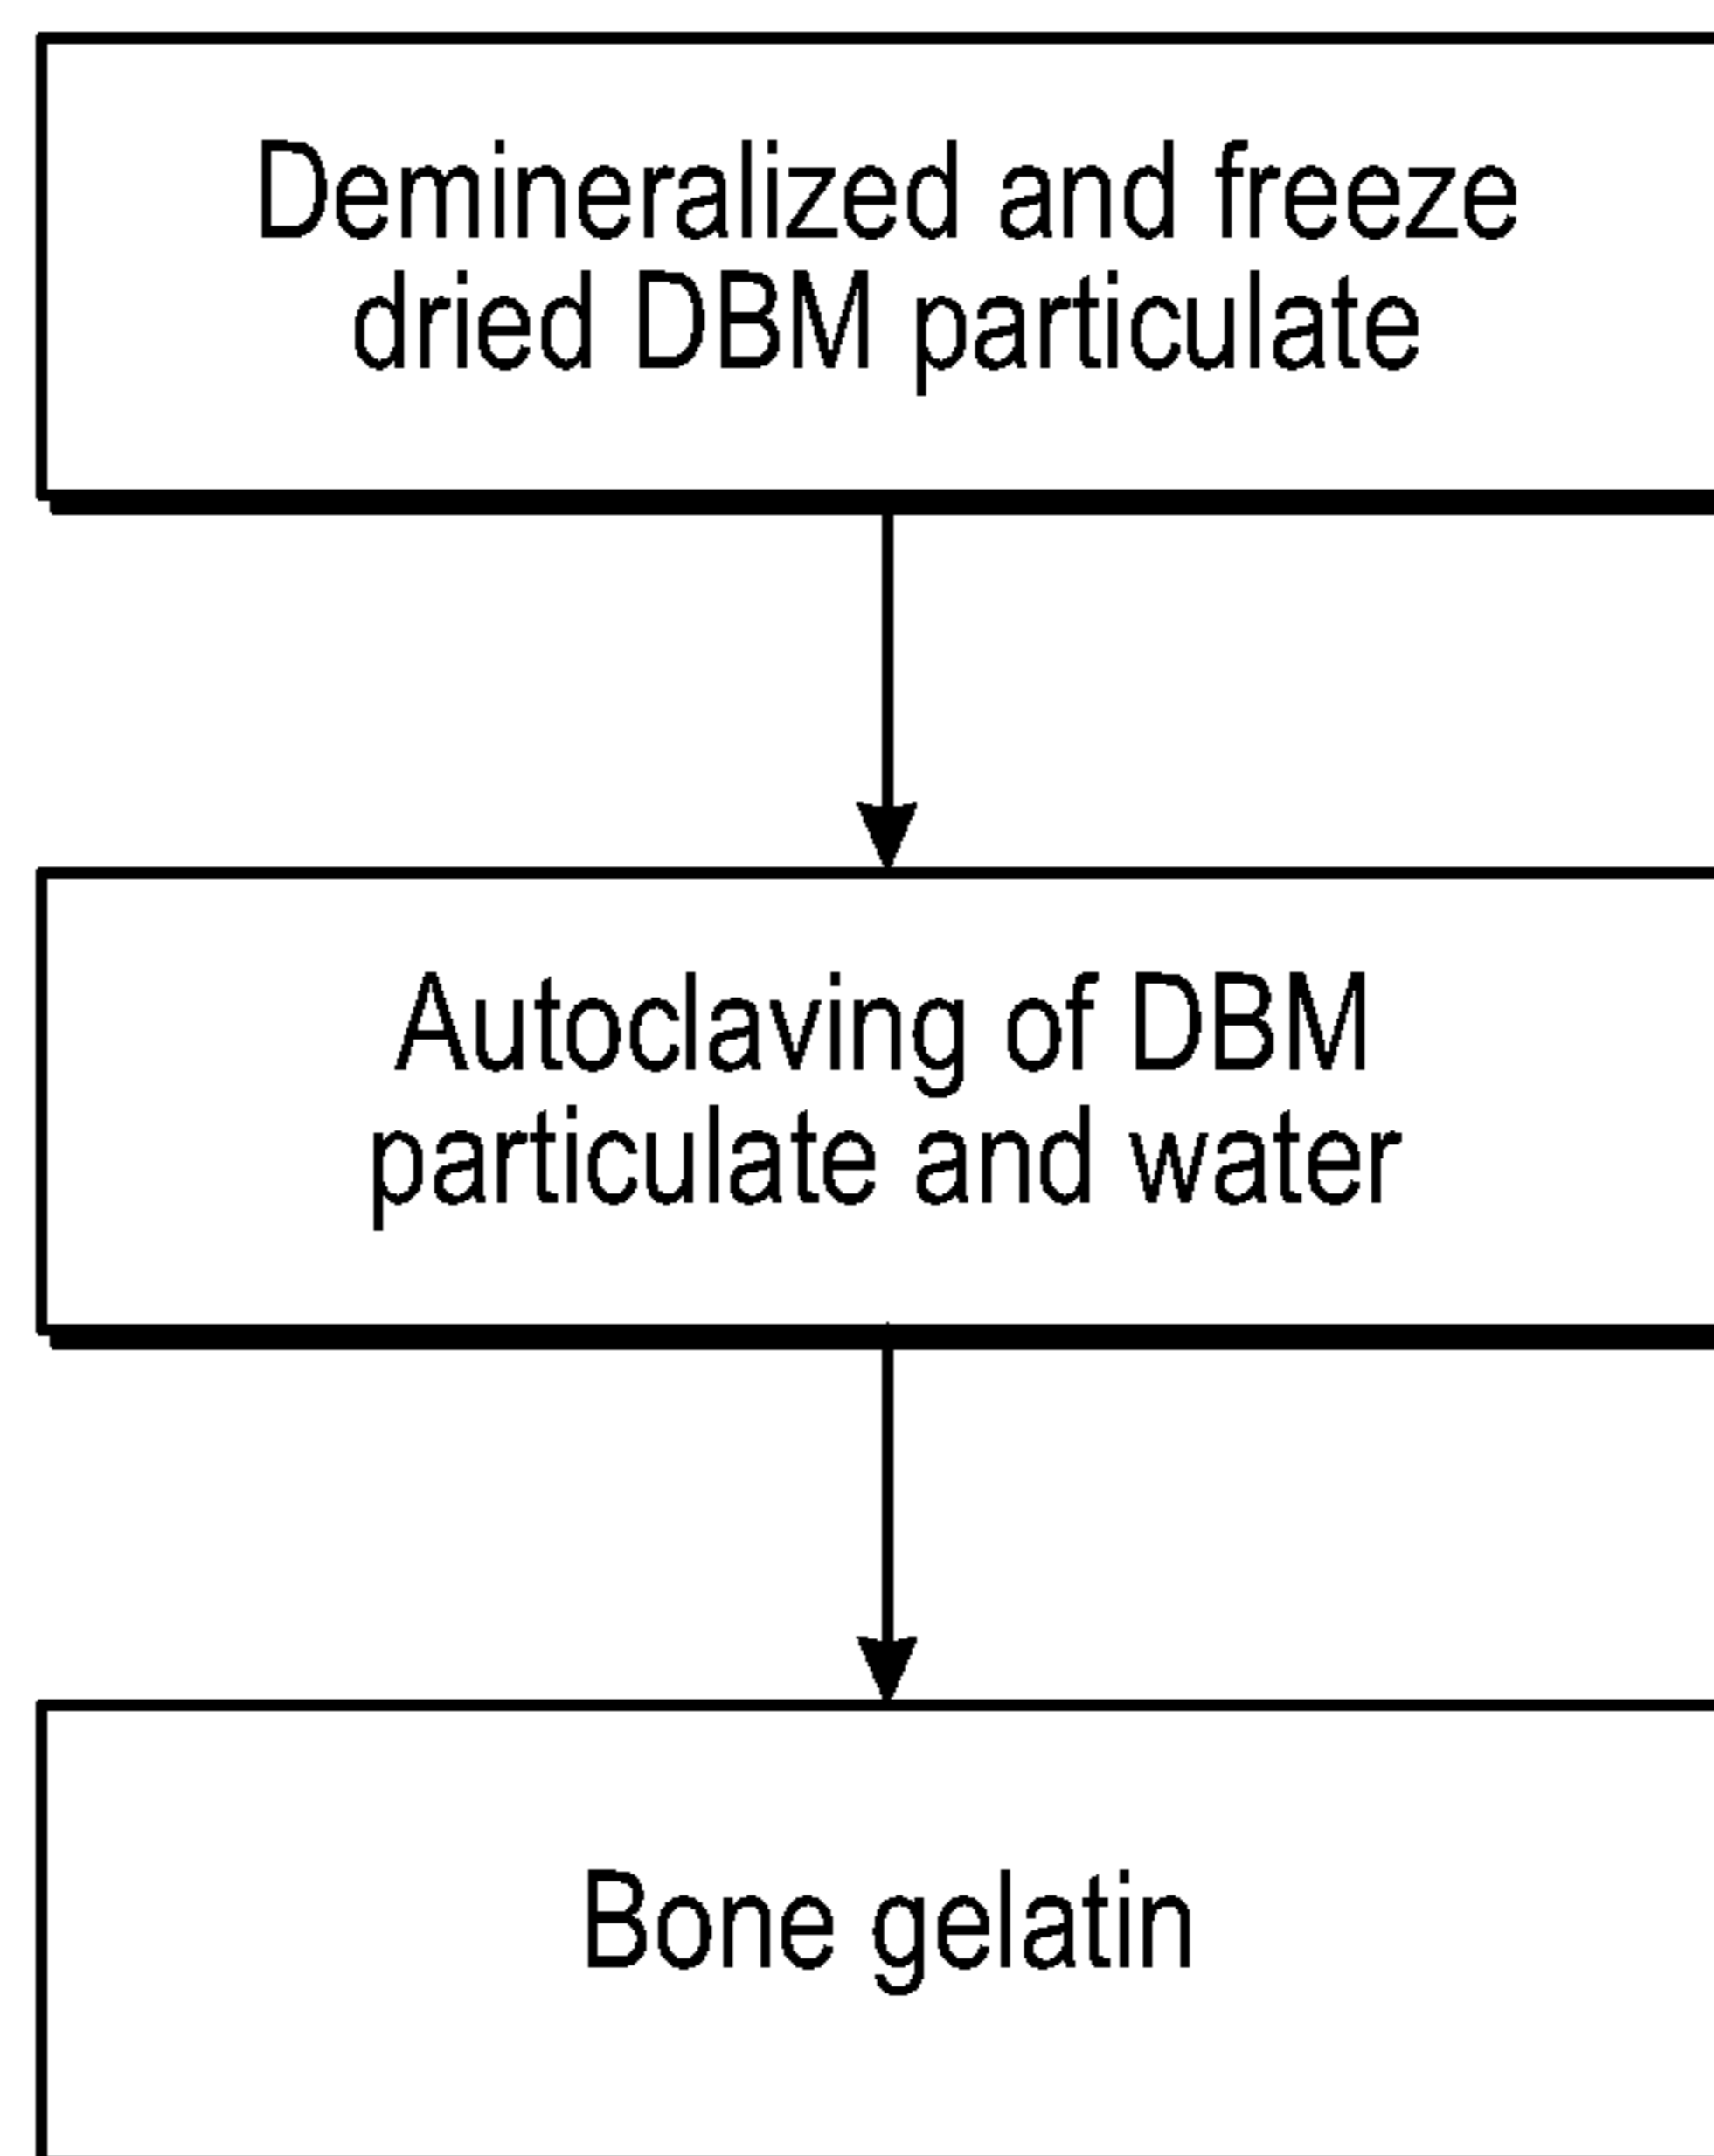 Demineralized and freeze
dried DBM particulate
Autoclaving of DBM
particulate and water
Bone gelatin